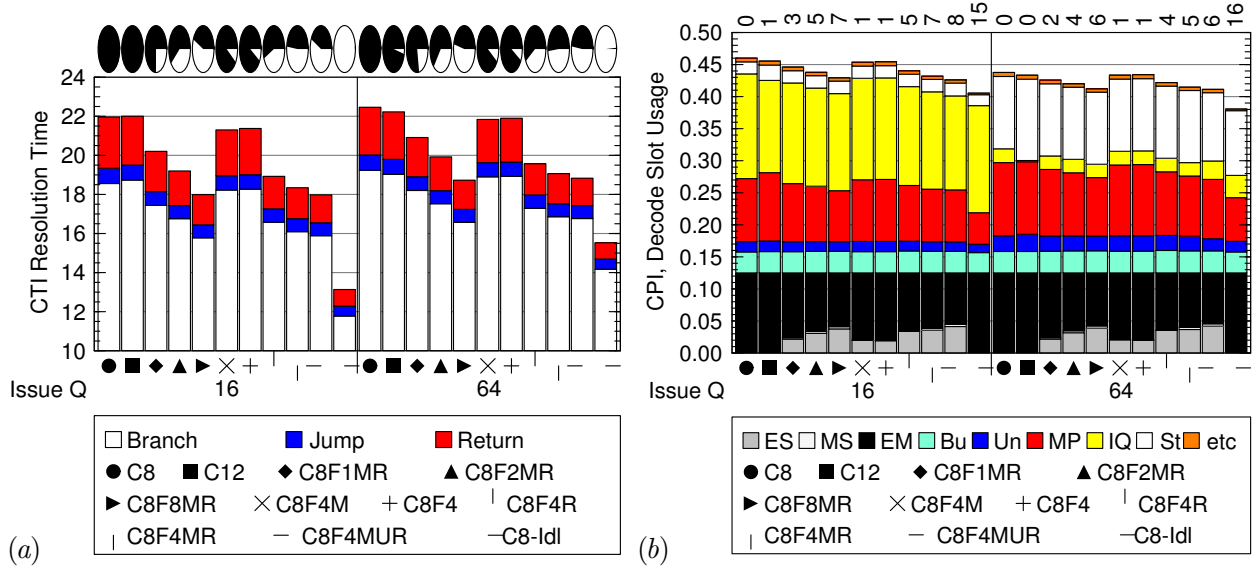 CTI Resolution Time
24
22
20
18
16
14
12
10
Issue Q
16
64
Branch Jump Return
C8 C12 C8F1MR C8F2MR
C8F8MR C8F4M C8F4 C8F4R
C8F4MR C8F4MUR C8-Idl
(a)
0 1 3 5 7 1 1 5 7 8 15 0 0 2 4 6 1 1 4 5 6 16
CPI, Decode Slot Usage
0.50
0.45
0.40
0.35
0.30
0.25
0.20
0.15
0.10
0.05
0.00
Issue Q
16
64
ES MS EM Bu Un MP IQ St etc
C8 C12 C8F1MR C8F2MR
C8F8MR C8F4M C8F4 C8F4R
C8F4MR C8F4MUR C8-Idl
(b)